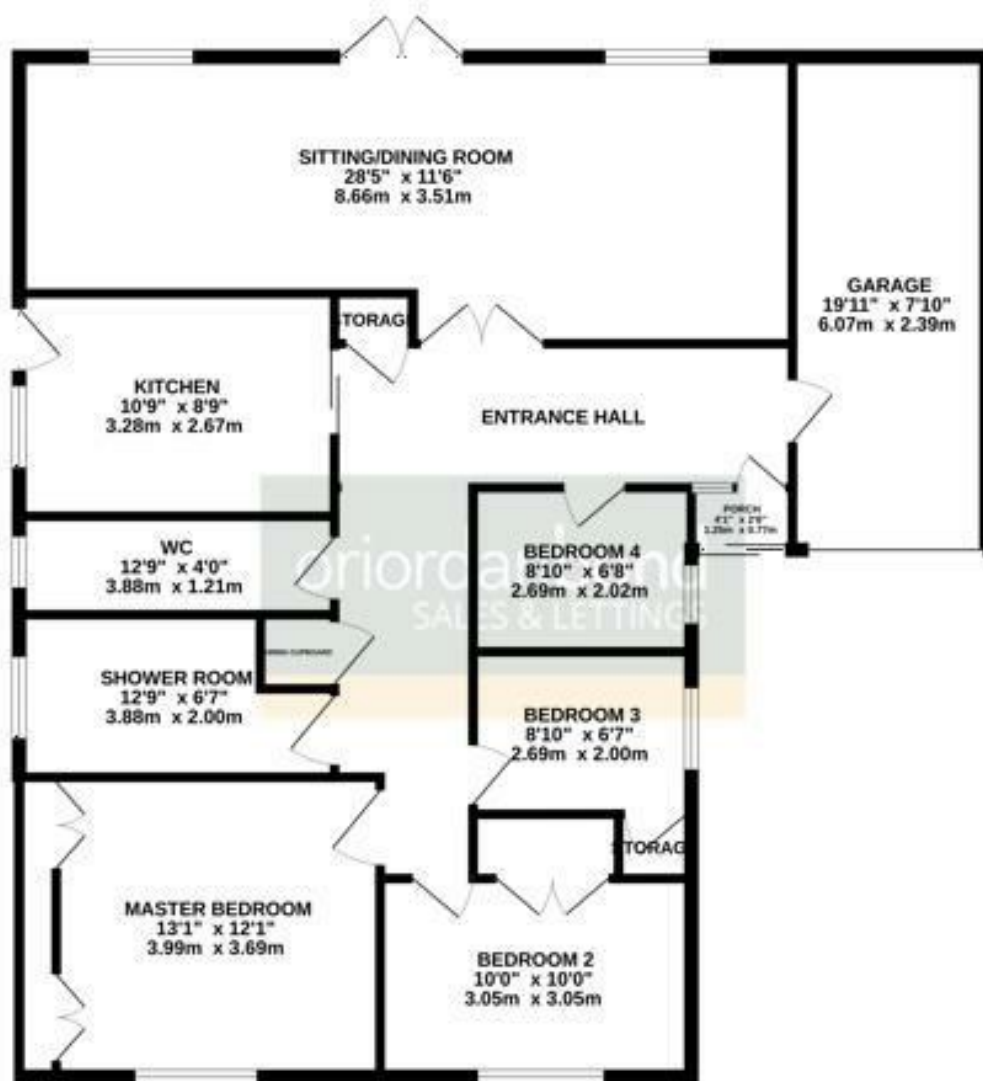 SITTING/DINING ROOM
28'5" x 11'6"
8.66m x 3.51m
GARAGE
19'11" x 7'10"
6.07m x 2.39m
STORAGE
KITCHEN
10'9" x 8'9"
3.28m x 2.67m
ENTRANCE HALL
PORCH
BEDROOM 4
8'10" x 6'8"
2.69m x 2.02m
WC
12'9" x 4'0"
3.88m x 1.21m
SALES & LETTINGS
CUPBOARD
SHOWER ROOM
12'9" x 6'7"
3.88m x 2.00m
BEDROOM 3
8'10" x 6'7"
2.69m x 2.00m
STORAGE
MASTER BEDROOM
13'1" x 12'1"
3.99m x 3.69m
BEDROOM 2
10'0" x 10'0"
3.05m x 3.05m